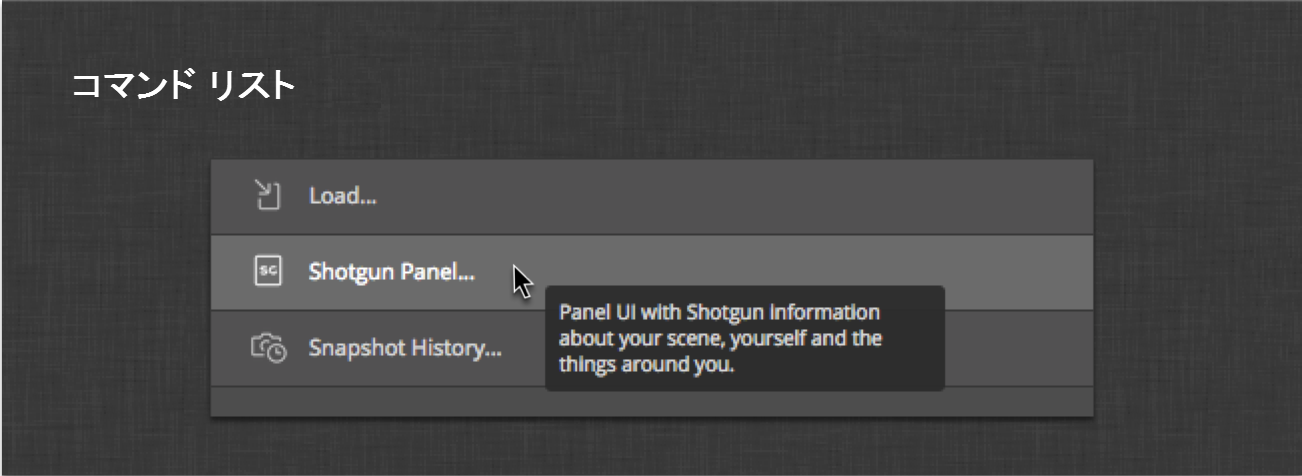 コマンド リスト
Load...
SG
Shotgun Panel...
Panel UI with Shotgun information
about your scene, yourself and the
things around you.
Snapshot History...